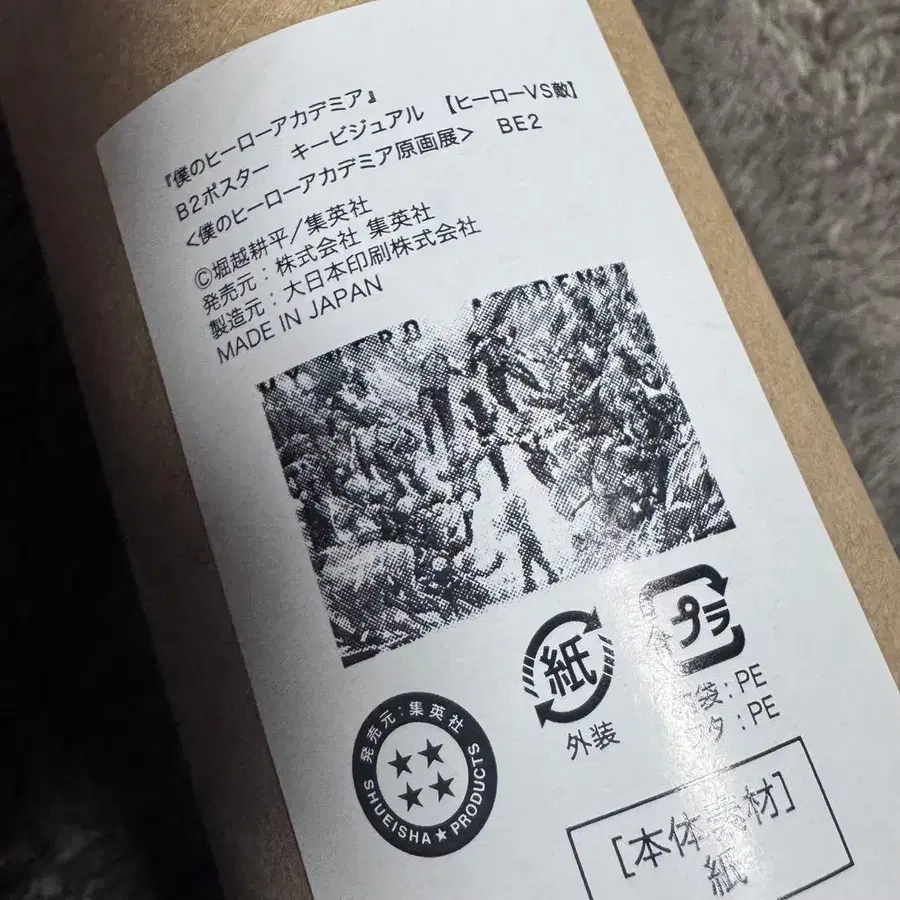 『僕のヒーローアカデミア』
B2ポスター キービジュアル 【ヒーローVS敵】
<僕のヒーローアカデミア原画展> BE2
©堀越耕平/集英社
発売元:株式会社 集英社
製造元:大日本印刷株式会社
MADE IN JAPAN
紙
外装
プラ
袋:PE
タ:PE
発売元:集英社
SHUEISHA★PRODUCTS
[本体素材]
紙